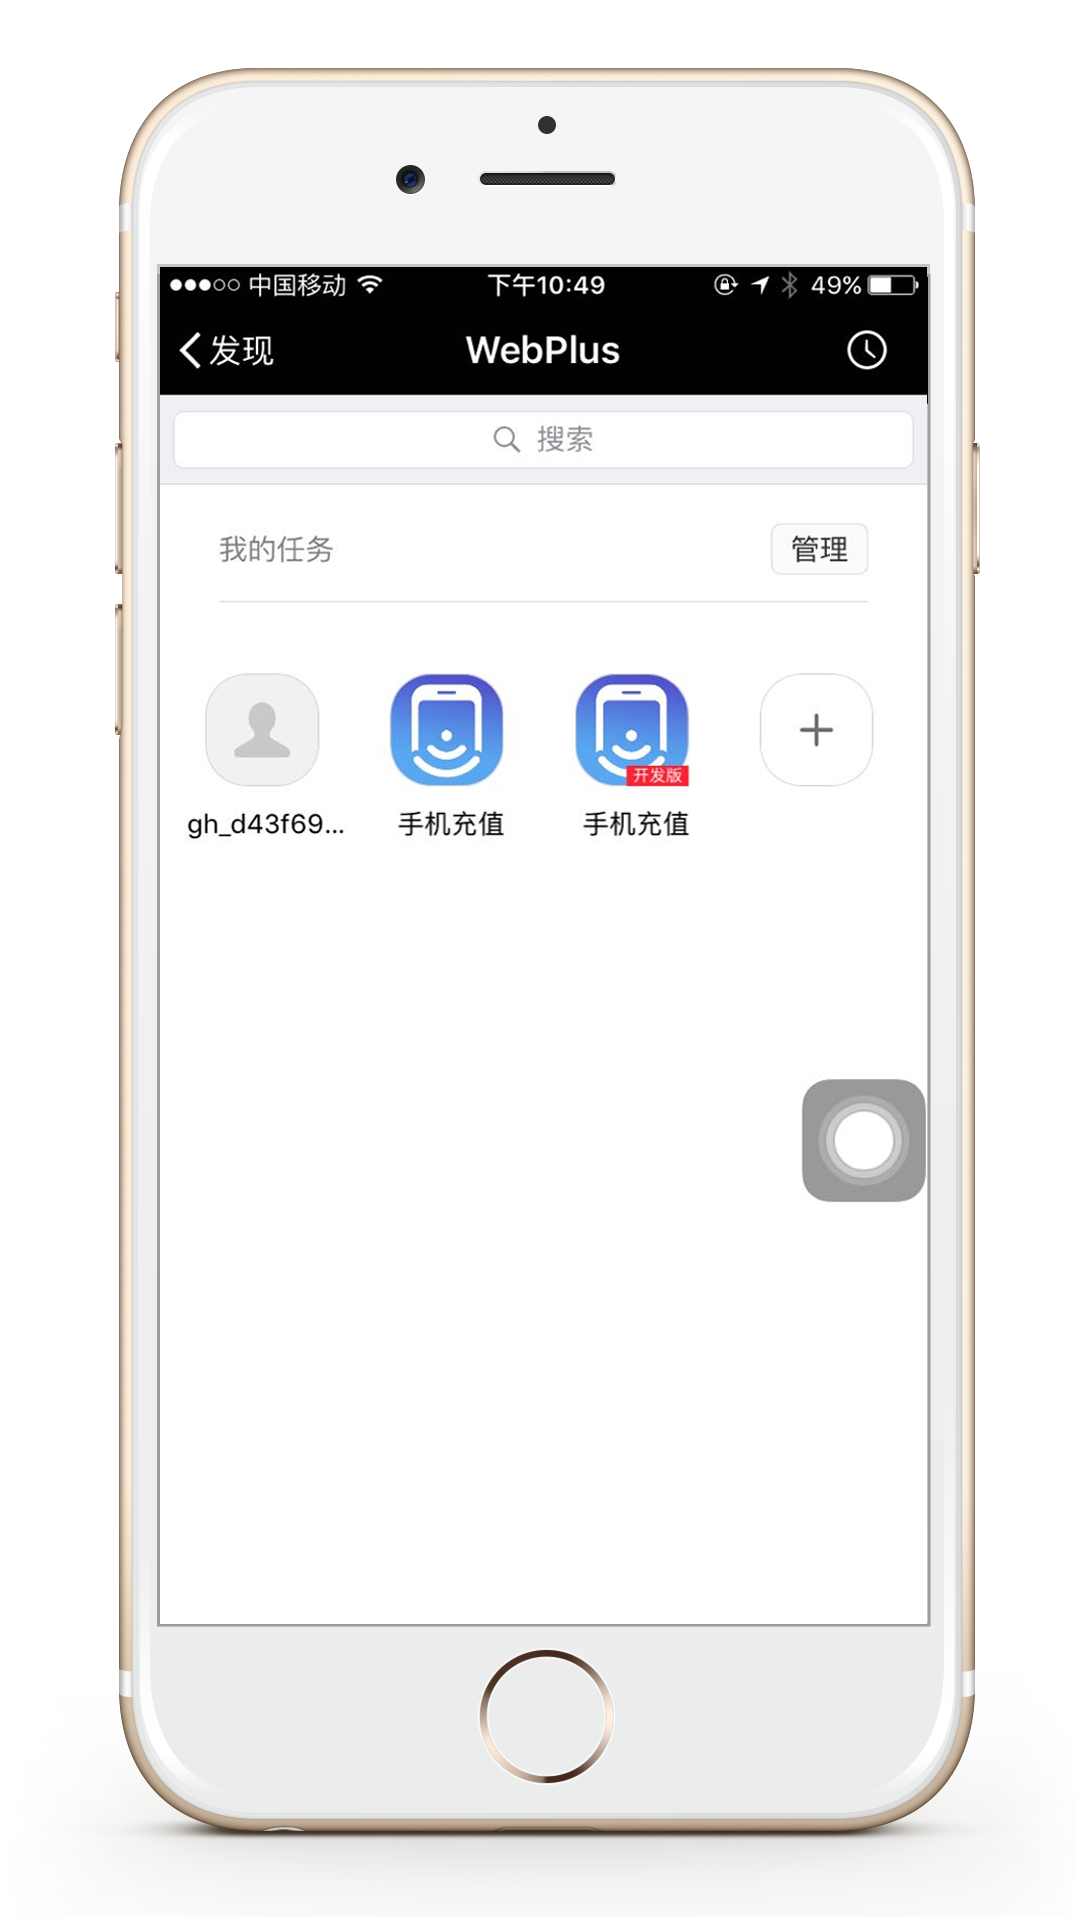 中国移动 下午10:49 49%
发现 WebPlus
搜索
我的任务 管理
开发版
gh_d43f69... 手机充值 手机充值